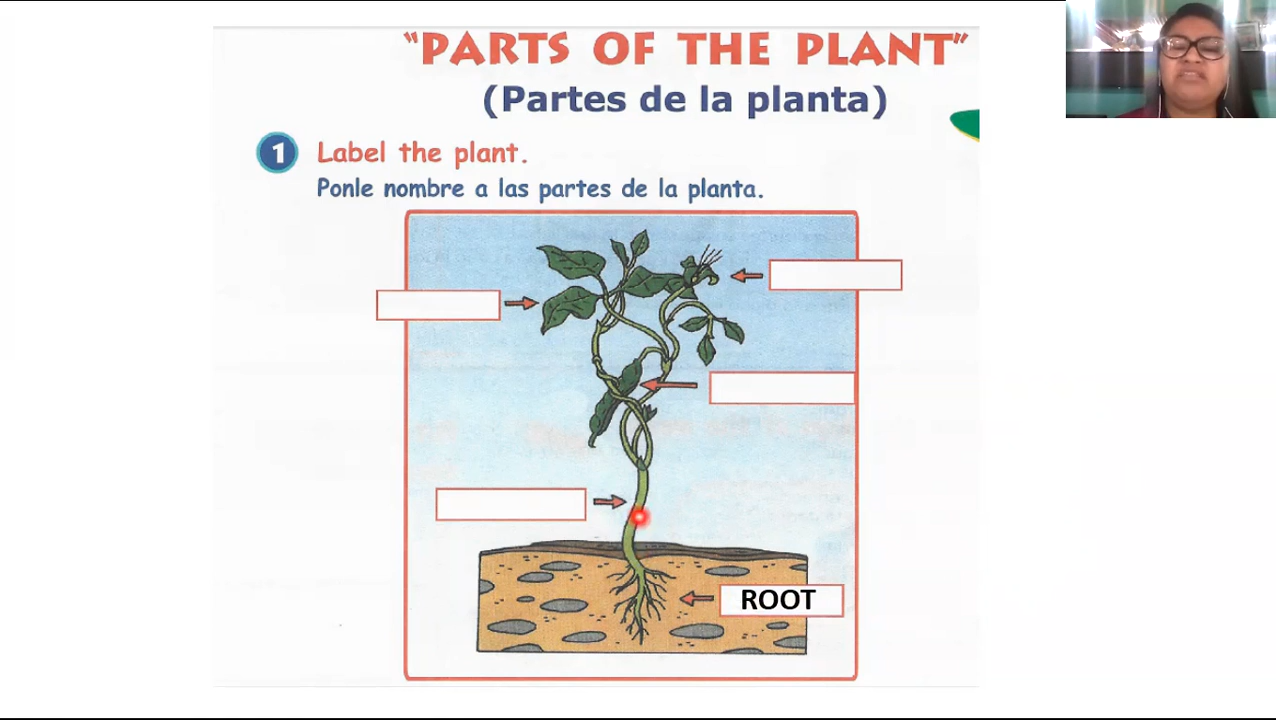 "PARTS OF THE PLANT"
(Partes de la planta)
1 Label the plant.
Ponle nombre a las partes de la planta.
ROOT